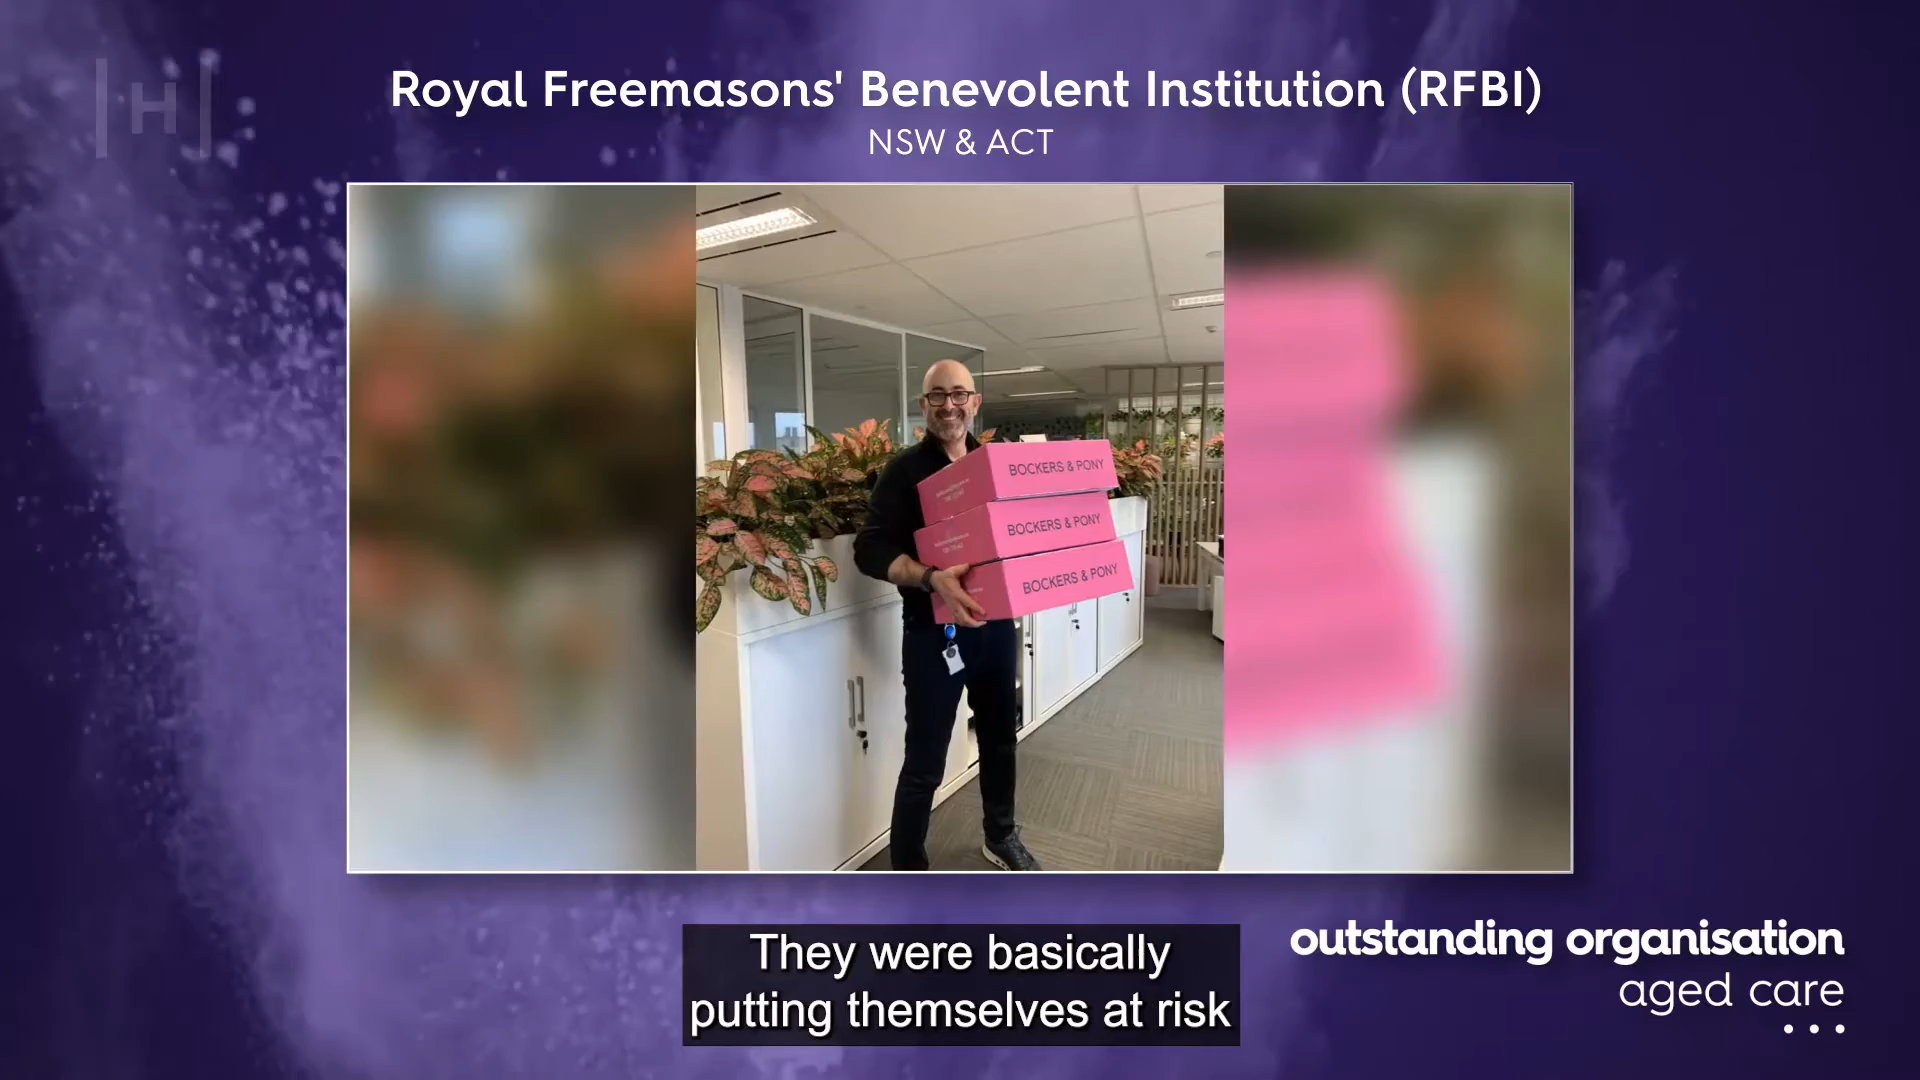 H
Royal Freemasons' Benevolent Institution (RFBI)
NSW & ACT
BOCKERS & PONY
BOCKERS & PONY
BOCKERS & PONY
They were basically
putting themselves at risk
outstanding organisation
aged care